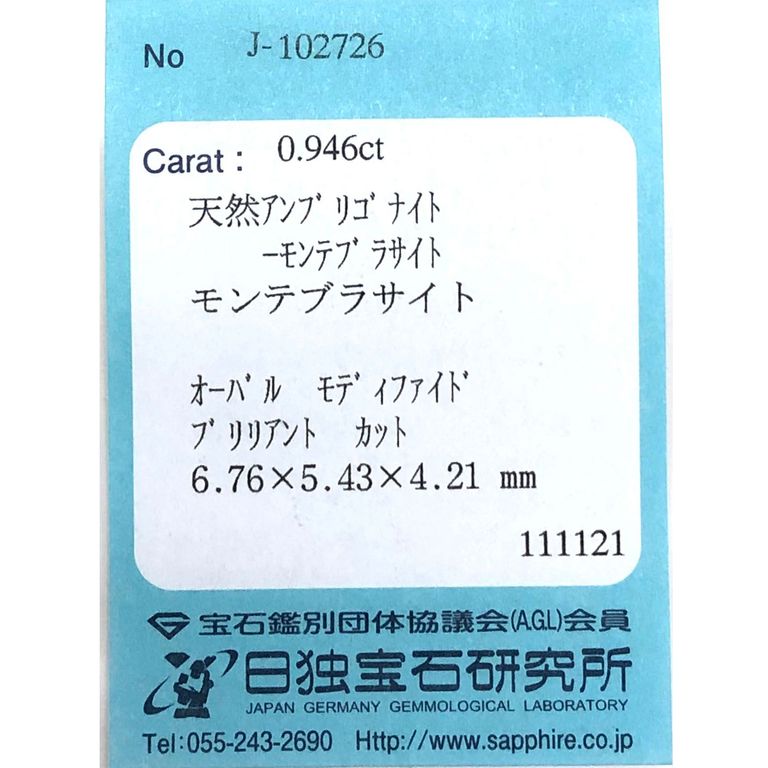 No J-102726
Carat : 0.946ct
天然ｱﾝﾌﾞﾘｺﾞﾅｲﾄ
−ﾓﾝﾃﾌﾞﾗｻｲﾄ
モンテブラサイト
ｵｰﾊﾞﾙ ﾓﾃﾞｨﾌｧｲﾄﾞ
ﾌﾞﾘﾘｱﾝﾄ ｶｯﾄ
6.76×5.43×4.21 mm
111121
宝石鑑別団体協議会(A.G.L)会員
日独宝石研究所
JAPAN GERMANY GEMMOLOGICAL LABORATORY
Tel:055-243-2690 Http://www.sapphire.co.jp